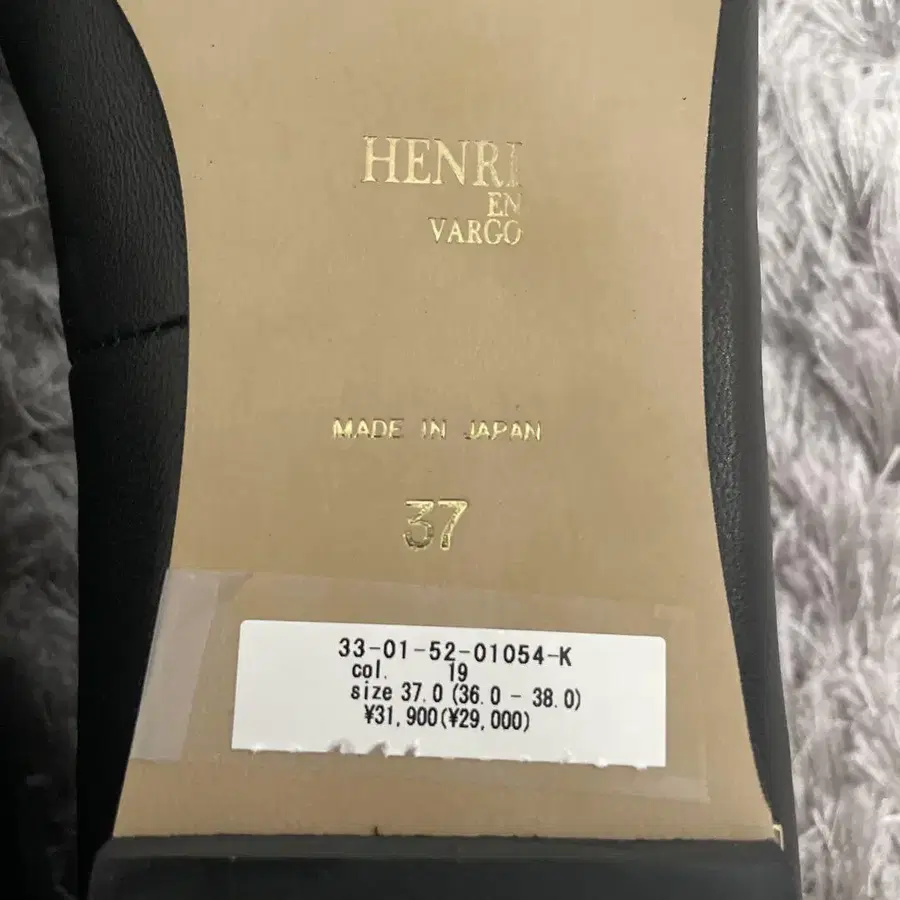 HENRI
EN
VARGO
MADE IN JAPAN
37
33-01-52-01054-K
col. 19
size 37.0 (36.0 - 38.0)
¥31,900(¥29,000)